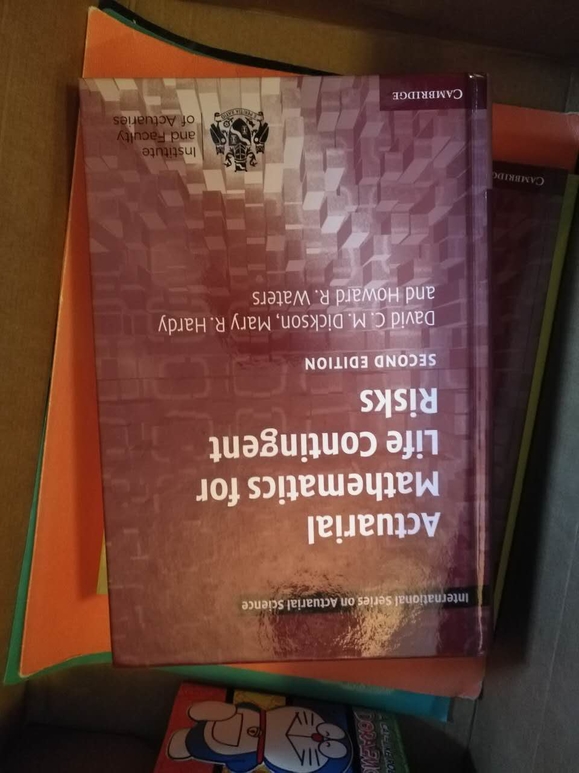 International Series on Actuarial Science
Actuarial
Mathematics for
Life Contingent
Risks
SECOND EDITION
David C. M. Dickson, Mary R. Hardy
and Howard R. Waters
Institute
and Faculty
of Actuaries
CAMBRIDGE
CAMBRIDGE